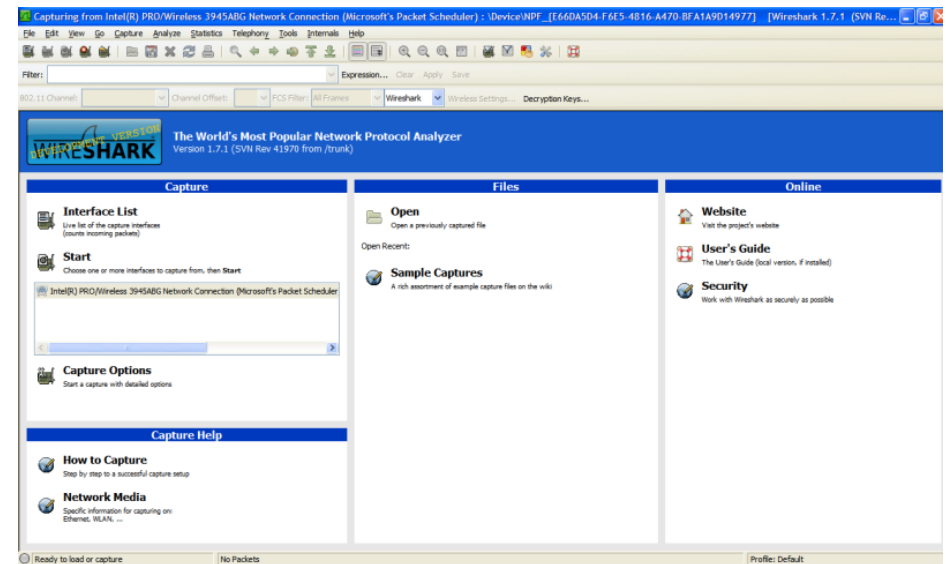 Capturing from Intel(R) PRO/Wireless 3945ABG Network Connection (Microsoft's Packet Scheduler) : \Device\NPF_{E66DA5D4-F6E5-4816-A470-BFA1A9D14977} [Wireshark 1.7.1 (SVN Re...
File Edit View Go Capture Analyze Statistics Telephony Tools Internals Help
Filter: Expression... Clear Apply Save
802.11 Channel: Channel Offset: FCS Filter: All Frames Wireshark Wireless Settings... Decryption Keys...
DEVELOPMENT VERSION
WIRESHARK
The World's Most Popular Network Protocol Analyzer
Version 1.7.1 (SVN Rev 41970 from /trunk)
Capture
Interface List
Live list of the capture interfaces
(counts incoming packets)
Start
Choose one or more interfaces to capture from, then Start
Intel(R) PRO/Wireless 3945ABG Network Connection (Microsoft's Packet Scheduler
Capture Options
Start a capture with detailed options
Capture Help
How to Capture
Step by step to a successful capture setup
Network Media
Specific information for capturing on:
Ethernet, WLAN, ...
Files
Open
Open a previously captured file
Open Recent:
Sample Captures
A rich assortment of example capture files on the wiki
Online
Website
Visit the project's website
User's Guide
The User's Guide (local version, if installed)
Security
Work with Wireshark as securely as possible
Ready to load or capture No Packets Profile: Default